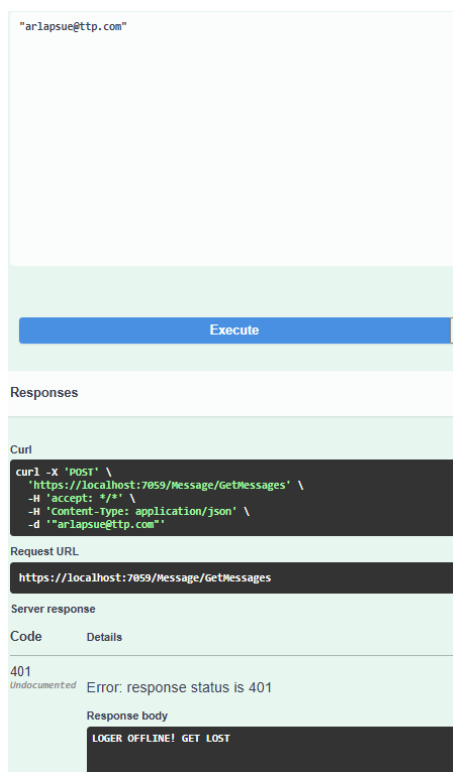 "arlapsue@ttp.com"
Execute
Responses
Curl
curl -X 'POST' \
'https://localhost:7059/Message/GetMessages' \
-H 'accept: */*' \
-H 'Content-Type: application/json' \
-d '"arlapsue@ttp.com"'
Request URL
https://localhost:7059/Message/GetMessages
Server response
Code Details
401
Undocumented Error: response status is 401
Response body
LOGER OFFLINE! GET LOST